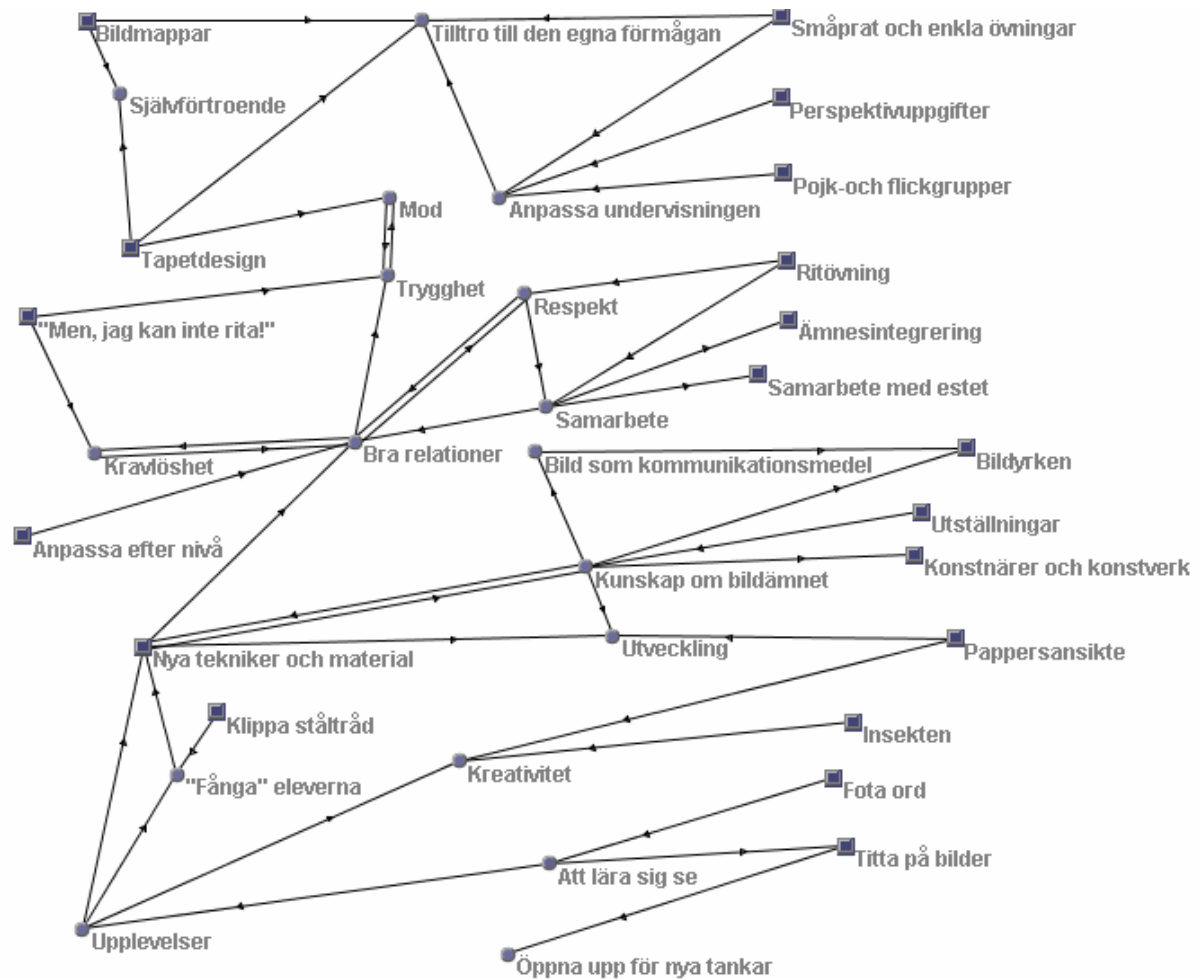 Bildmappar
Tilltro till den egna förmågan
Småprat och enkla övningar
Självförtroende
Perspektivuppgifter
Pojk-och flickgrupper
Mod
Anpassa undervisningen
Tapetdesign
Trygghet
Respekt
Ritövning
"Men, jag kan inte rita!"
Ämnesintegrering
Samarbete med estet
Samarbete
Kravlöshet
Bra relationer
Bild som kommunikationsmedel
Bildyrken
Utställningar
Anpassa efter nivå
Kunskap om bildämnet
Konstnärer och konstverk
Nya tekniker och material
Utveckling
Pappersansikte
Klippa ståltråd
Insekten
"Fånga" eleverna
Kreativitet
Fota ord
Titta på bilder
Att lära sig se
Upplevelser
Öppna upp för nya tankar